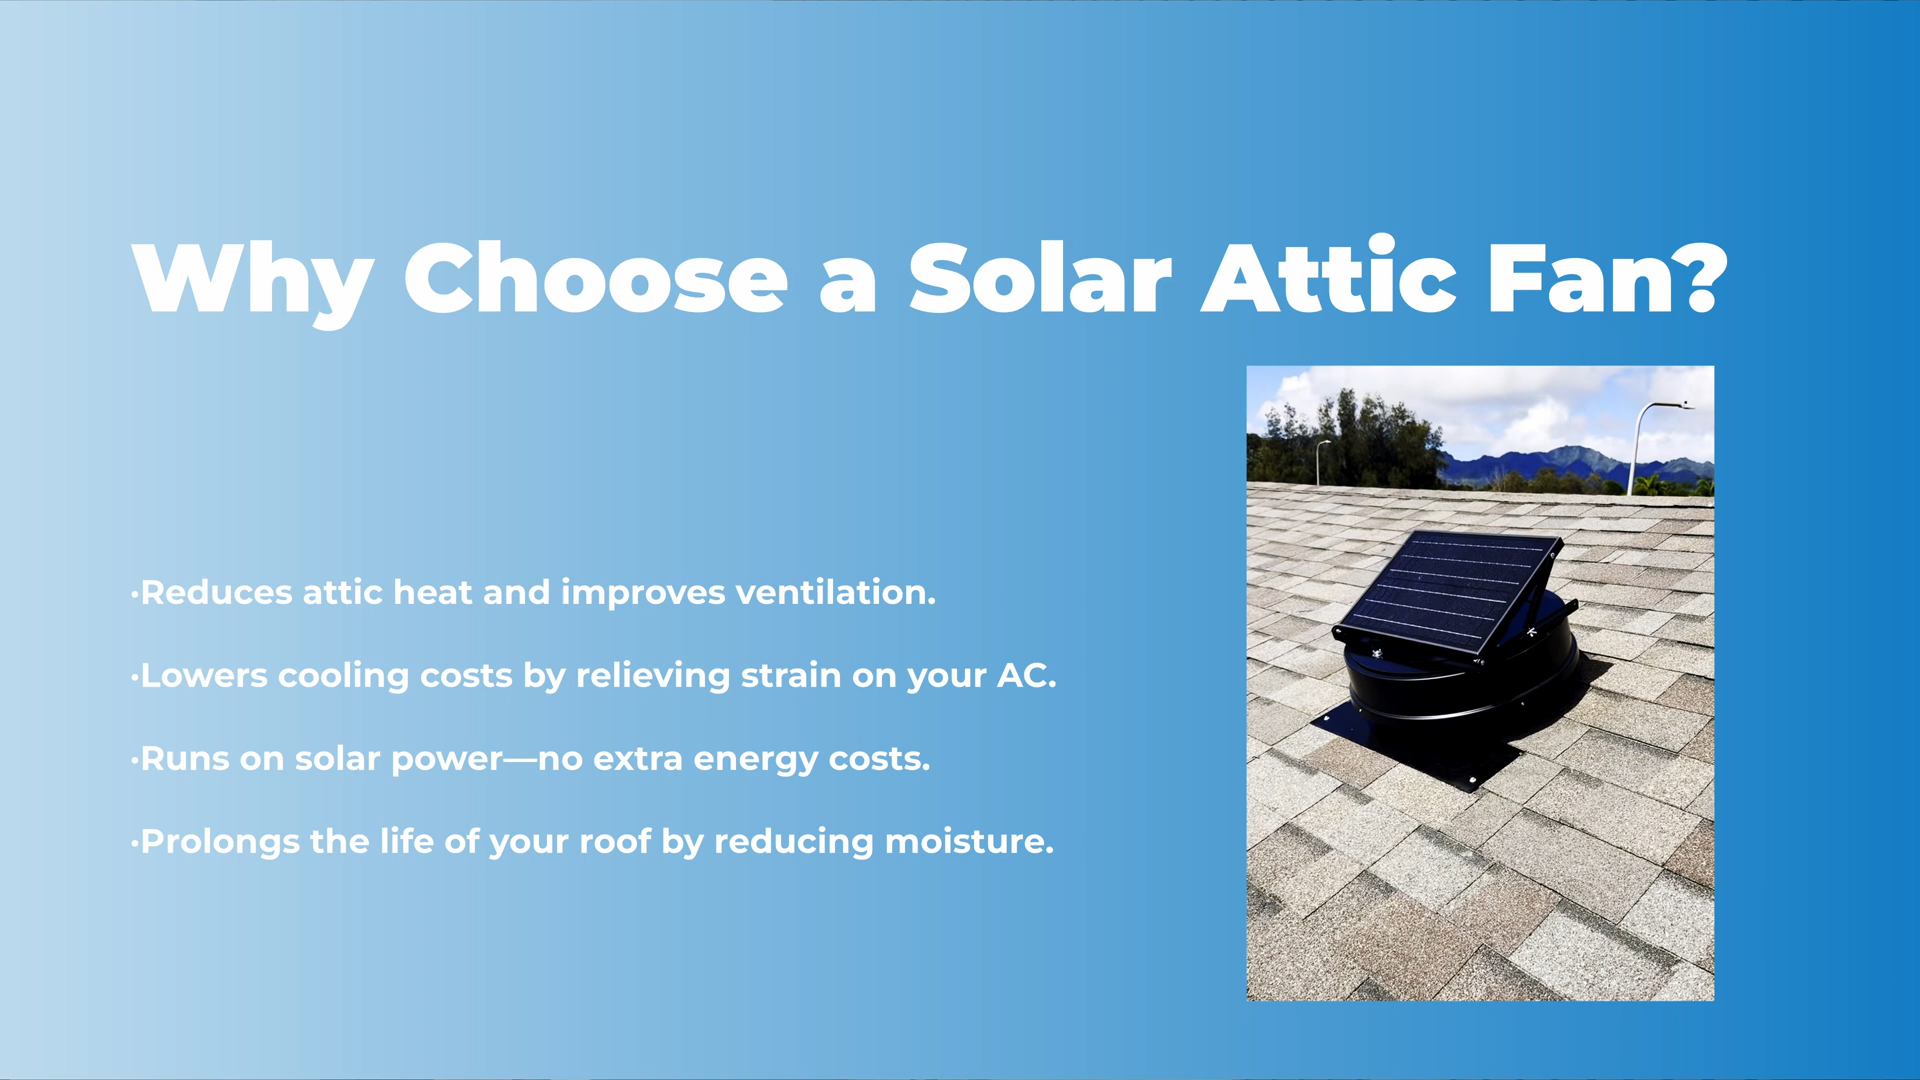 Why Choose a Solar Attic Fan?
•Reduces attic heat and improves ventilation.
•Lowers cooling costs by relieving strain on your AC.
•Runs on solar power—no extra energy costs.
•Prolongs the life of your roof by reducing moisture.